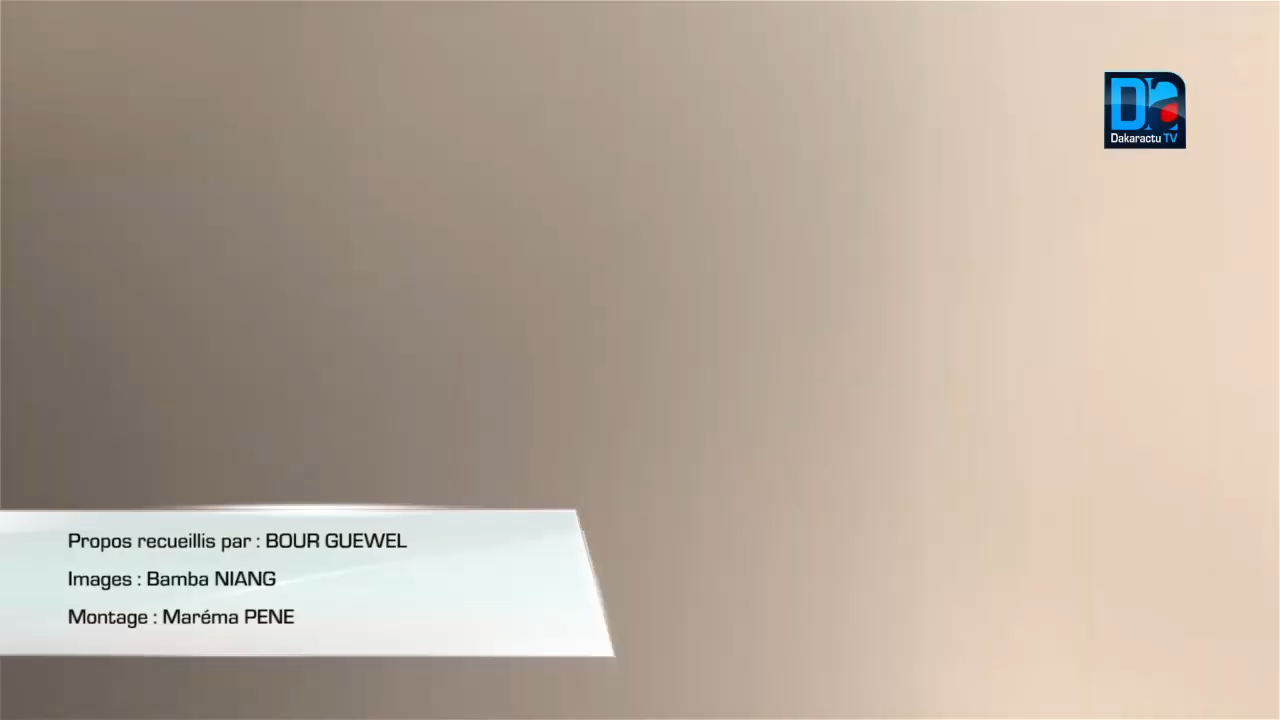 Dakaractu TV
Propos recueillis par : BOUR GUEWEL
Images : Bamba NIANG
Montage : Maréma PENE